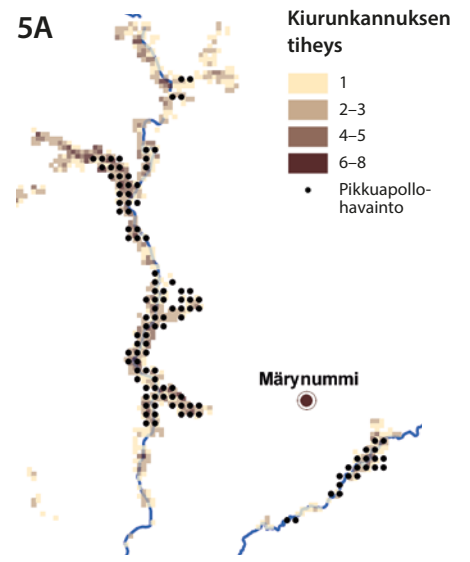 5A
Kiurunkannuksen
tiheys
1
2–3
4–5
6–8
Pikkuapollo-
havainto
Märynummi